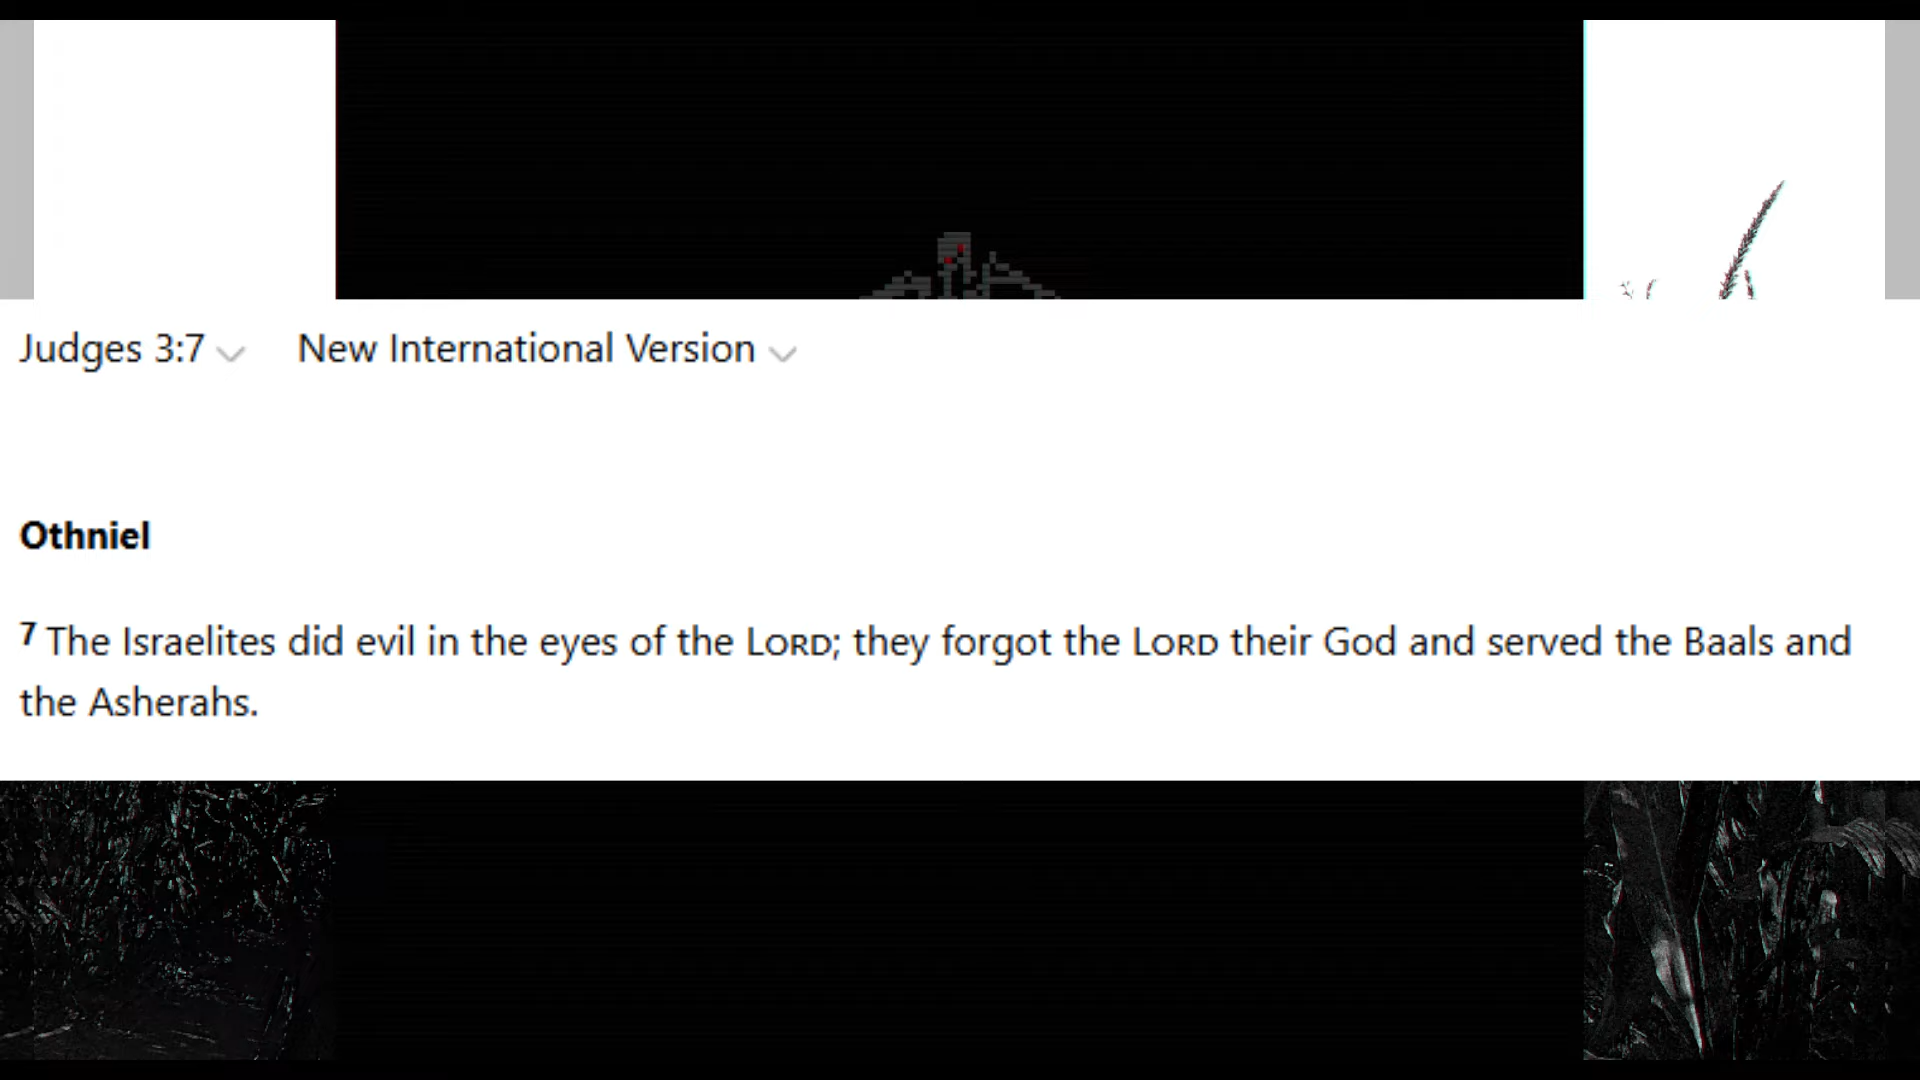 Judges 3:7 New International Version
Othniel
7 The Israelites did evil in the eyes of the LORD; they forgot the LORD their God and served the Baals and
the Asherahs.